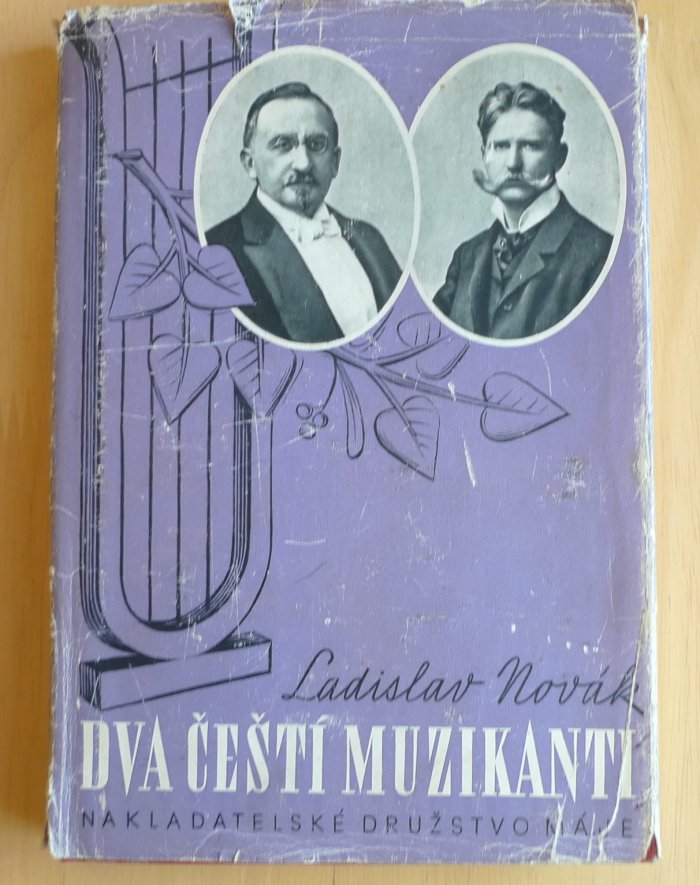 Ladislav Novák
DVA ČEŠTÍ MUZIKANTI
NAKLADATELSKÉ DRUŽSTVO MÁJE